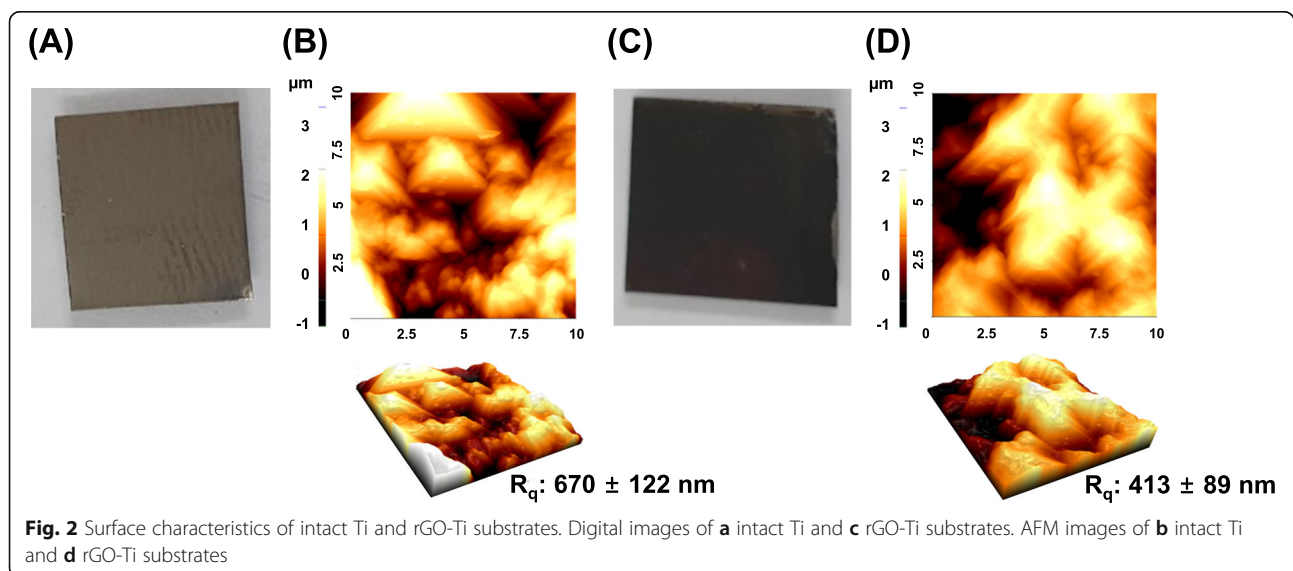 (A)
(B)
(C)
(D)
µm
3
2
1
0
-1
10
7.5
5
2.5
0
2.5
5
7.5
10
µm
3
2
1
0
-1
10
7.5
5
2.5
0
2.5
5
7.5
10
Rq: 670 ± 122 nm
Rq: 413 ± 89 nm
Fig. 2 Surface characteristics of intact Ti and rGO-Ti substrates. Digital images of a intact Ti and c rGO-Ti substrates. AFM images of b intact Ti
and d rGO-Ti substrates